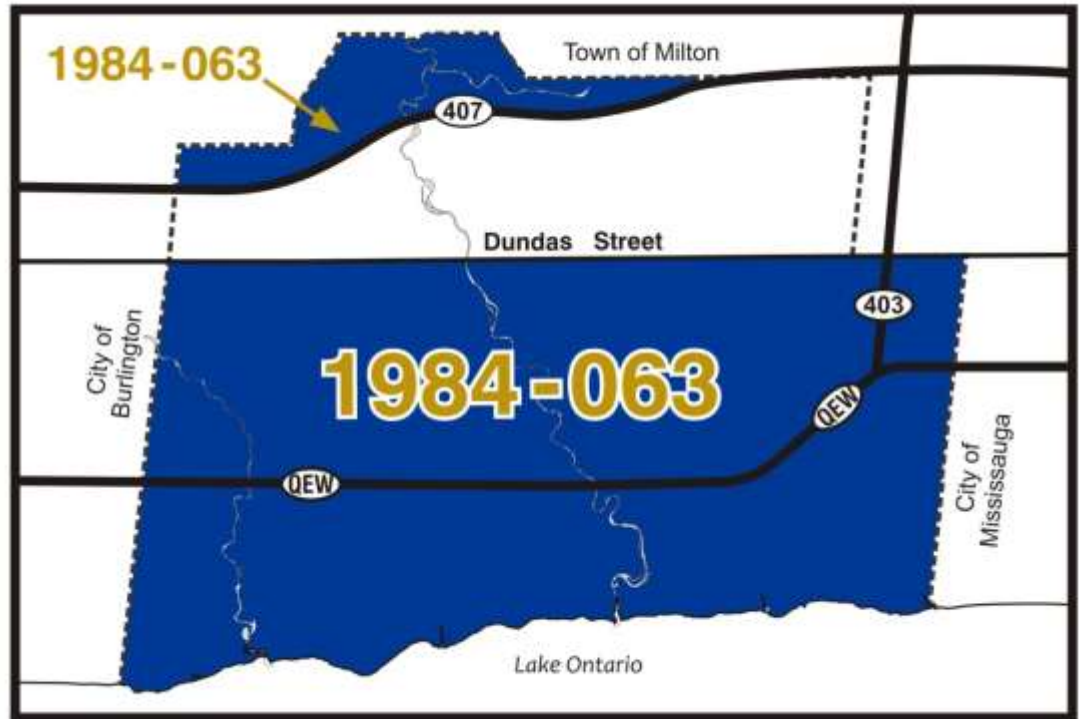 1984-063
Town of Milton
407
Dundas Street
403
City of
Burlington
1984-063
QEW
QEW
City of
Mississauga
Lake Ontario